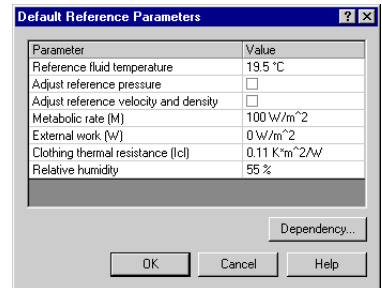 Default Reference Parameters
Parameter Value
Reference fluid temperature 19.5 °C
Adjust reference pressure
Adjust reference velocity and density
Metabolic rate (M) 100 W/m^2
External work (W) 0 W/m^2
Clothing thermal resistance (Icl) 0.11 K*m^2/W
Relative humidity 55 %
Dependency...
OK Cancel Help